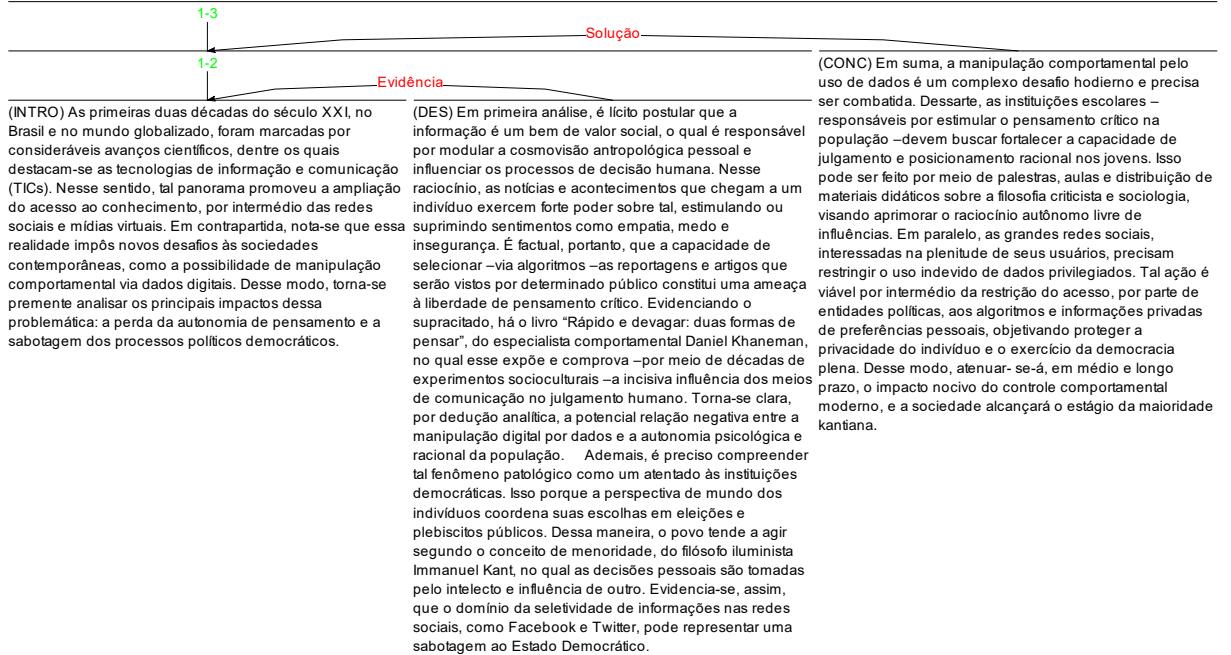 1-3
Solução
1-2
Evidência
(INTRO) As primeiras duas décadas do século XXI, no
Brasil e no mundo globalizado, foram marcadas por
consideráveis avanços científicos, dentre os quais
destacam-se as tecnologias de informação e comunicação
(TICs). Nesse sentido, tal panorama promoveu a ampliação
do acesso ao conhecimento, por intermédio das redes
sociais e mídias virtuais. Em contrapartida, nota-se que essa
realidade impôs novos desafios às sociedades
contemporâneas, como a possibilidade de manipulação
comportamental via dados digitais. Desse modo, torna-se
premente analisar os principais impactos dessa
problemática: a perda da autonomia de pensamento e a
sabotagem dos processos políticos democráticos.
(DES) Em primeira análise, é lícito postular que a
informação é um bem de valor social, o qual é responsável
por modular a cosmovisão antropológica pessoal e
influenciar os processos de decisão humana. Nesse
raciocínio, as notícias e acontecimentos que chegam a um
indivíduo exercem forte poder sobre tal, estimulando ou
suprimindo sentimentos como empatia, medo e
insegurança. É factual, portanto, que a capacidade de
selecionar –via algoritmos –as reportagens e artigos que
serão vistos por determinado público constitui uma ameaça
à liberdade de pensamento crítico. Evidenciando o
supracitado, há o livro “Rápido e devagar: duas formas de
pensar”, do especialista comportamental Daniel Khaneman,
no qual esse expõe e comprova –por meio de décadas de
experimentos socioculturais –a incisiva influência dos meios
de comunicação no julgamento humano. Torna-se clara,
por dedução analítica, a potencial relação negativa entre a
manipulação digital por dados e a autonomia psicológica e
racional da população. Ademais, é preciso compreender
tal fenômeno patológico como um atentado às instituições
democráticas. Isso porque a perspectiva de mundo dos
indivíduos coordena suas escolhas em eleições e
plebiscitos públicos. Dessa maneira, o povo tende a agir
segundo o conceito de menoridade, do filósofo iluminista
Immanuel Kant, no qual as decisões pessoais são tomadas
pelo intelecto e influência de outro. Evidencia-se, assim,
que o domínio da seletividade de informações nas redes
sociais, como Facebook e Twitter, pode representar uma
sabotagem ao Estado Democrático.
(CONC) Em suma, a manipulação comportamental pelo
uso de dados é um complexo desafio hodierno e precisa
ser combatida. Dessarte, as instituições escolares –
responsáveis por estimular o pensamento crítico na
população –devem buscar fortalecer a capacidade de
julgamento e posicionamento racional nos jovens. Isso
pode ser feito por meio de palestras, aulas e distribuição de
materiais didáticos sobre a filosofia criticista e sociologia,
visando aprimorar o raciocínio autônomo livre de
influências. Em paralelo, as grandes redes sociais,
interessadas na plenitude de seus usuários, precisam
restringir o uso indevido de dados privilegiados. Tal ação é
viável por intermédio da restrição do acesso, por parte de
entidades políticas, aos algoritmos e informações privadas
de preferências pessoais, objetivando proteger a
privacidade do indivíduo e o exercício da democracia
plena. Desse modo, atenuar- se-á, em médio e longo
prazo, o impacto nocivo do controle comportamental
moderno, e a sociedade alcançará o estágio da maioridade
kantiana.